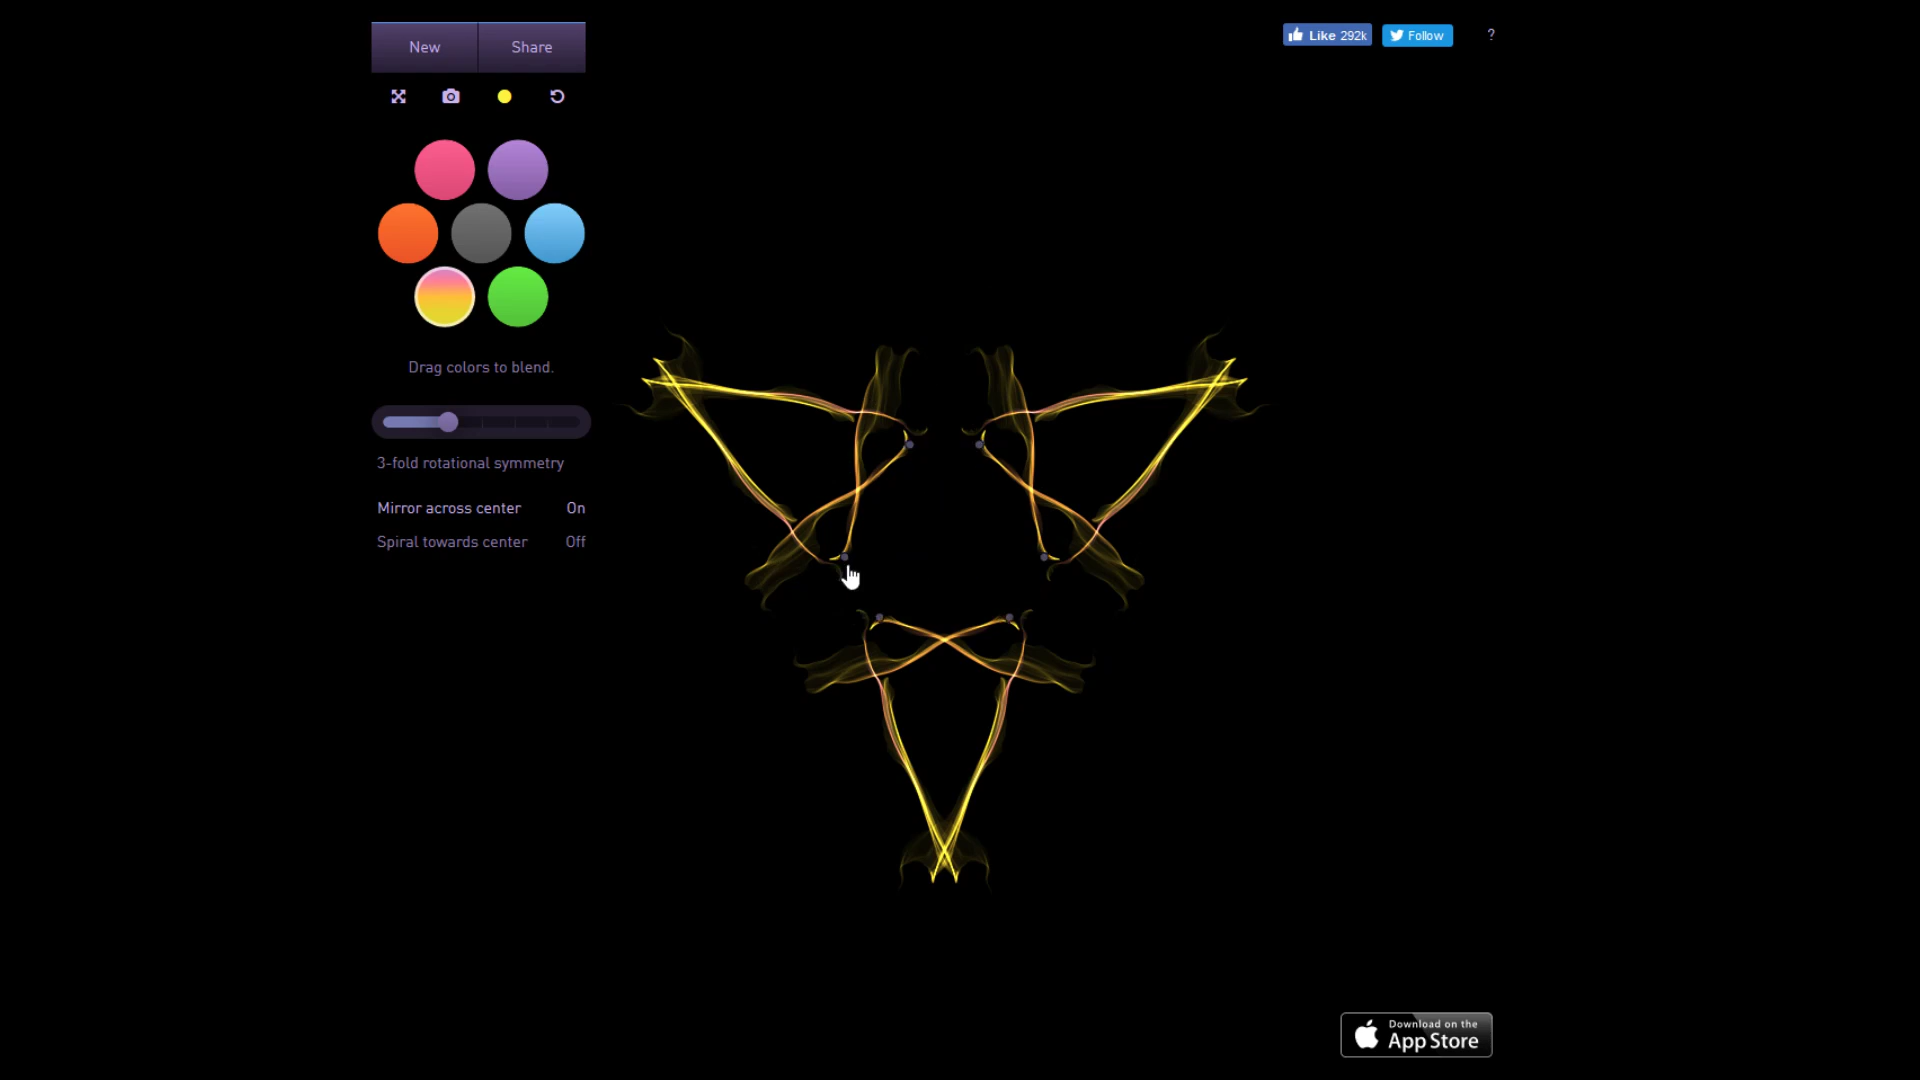 New
Share
Like 292k
Follow
?
Drag colors to blend.
3-fold rotational symmetry
Mirror across center On
Spiral towards center Off
Download on the
App Store